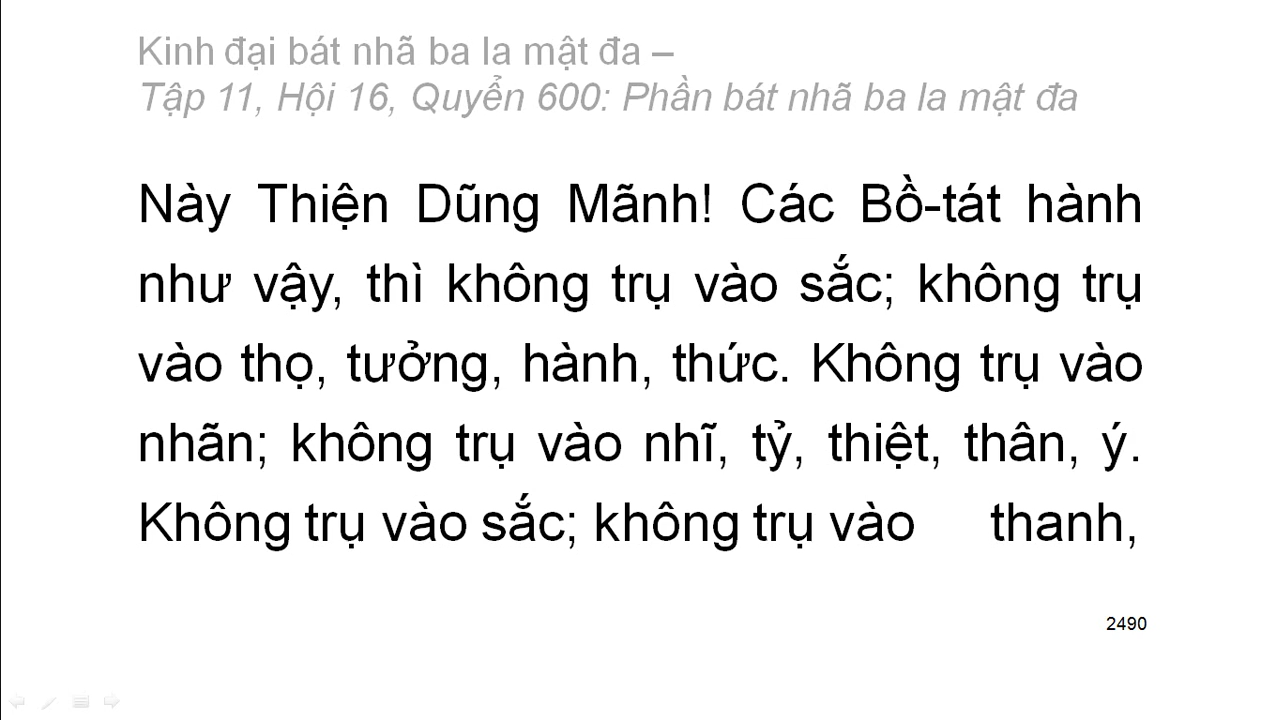 Kinh đại bát nhã ba la mật đa –
Tập 11, Hội 16, Quyển 600: Phần bát nhã ba la mật đa
Này Thiện Dũng Mãnh! Các Bồ-tát hành
như vậy, thì không trụ vào sắc; không trụ
vào thọ, tưởng, hành, thức. Không trụ vào
nhãn; không trụ vào nhĩ, tỷ, thiệt, thân, ý.
Không trụ vào sắc; không trụ vào thanh,
2490